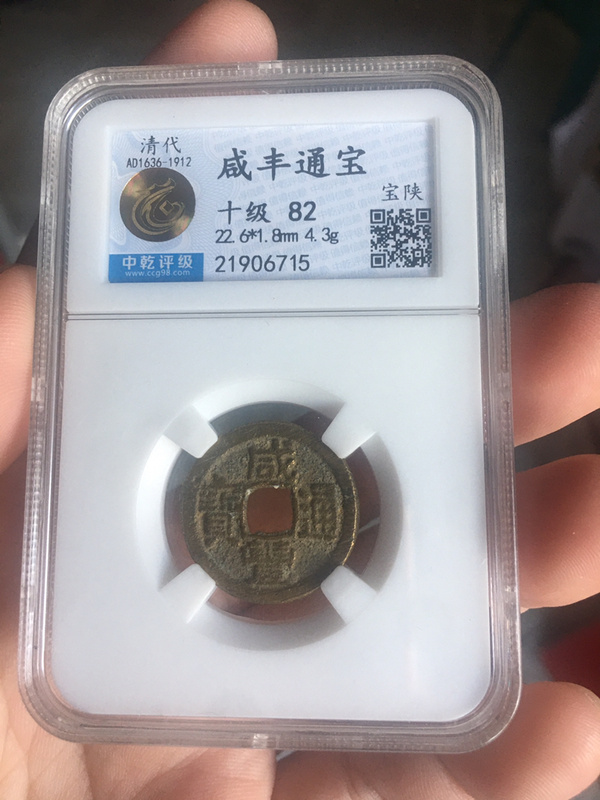 清代
AD1636-1912
咸丰通宝
十级 82
宝陕
22.6*1.8mm 4.3g
中乾评级
www.ccg98.com
21906715
咸
寳 通
豐